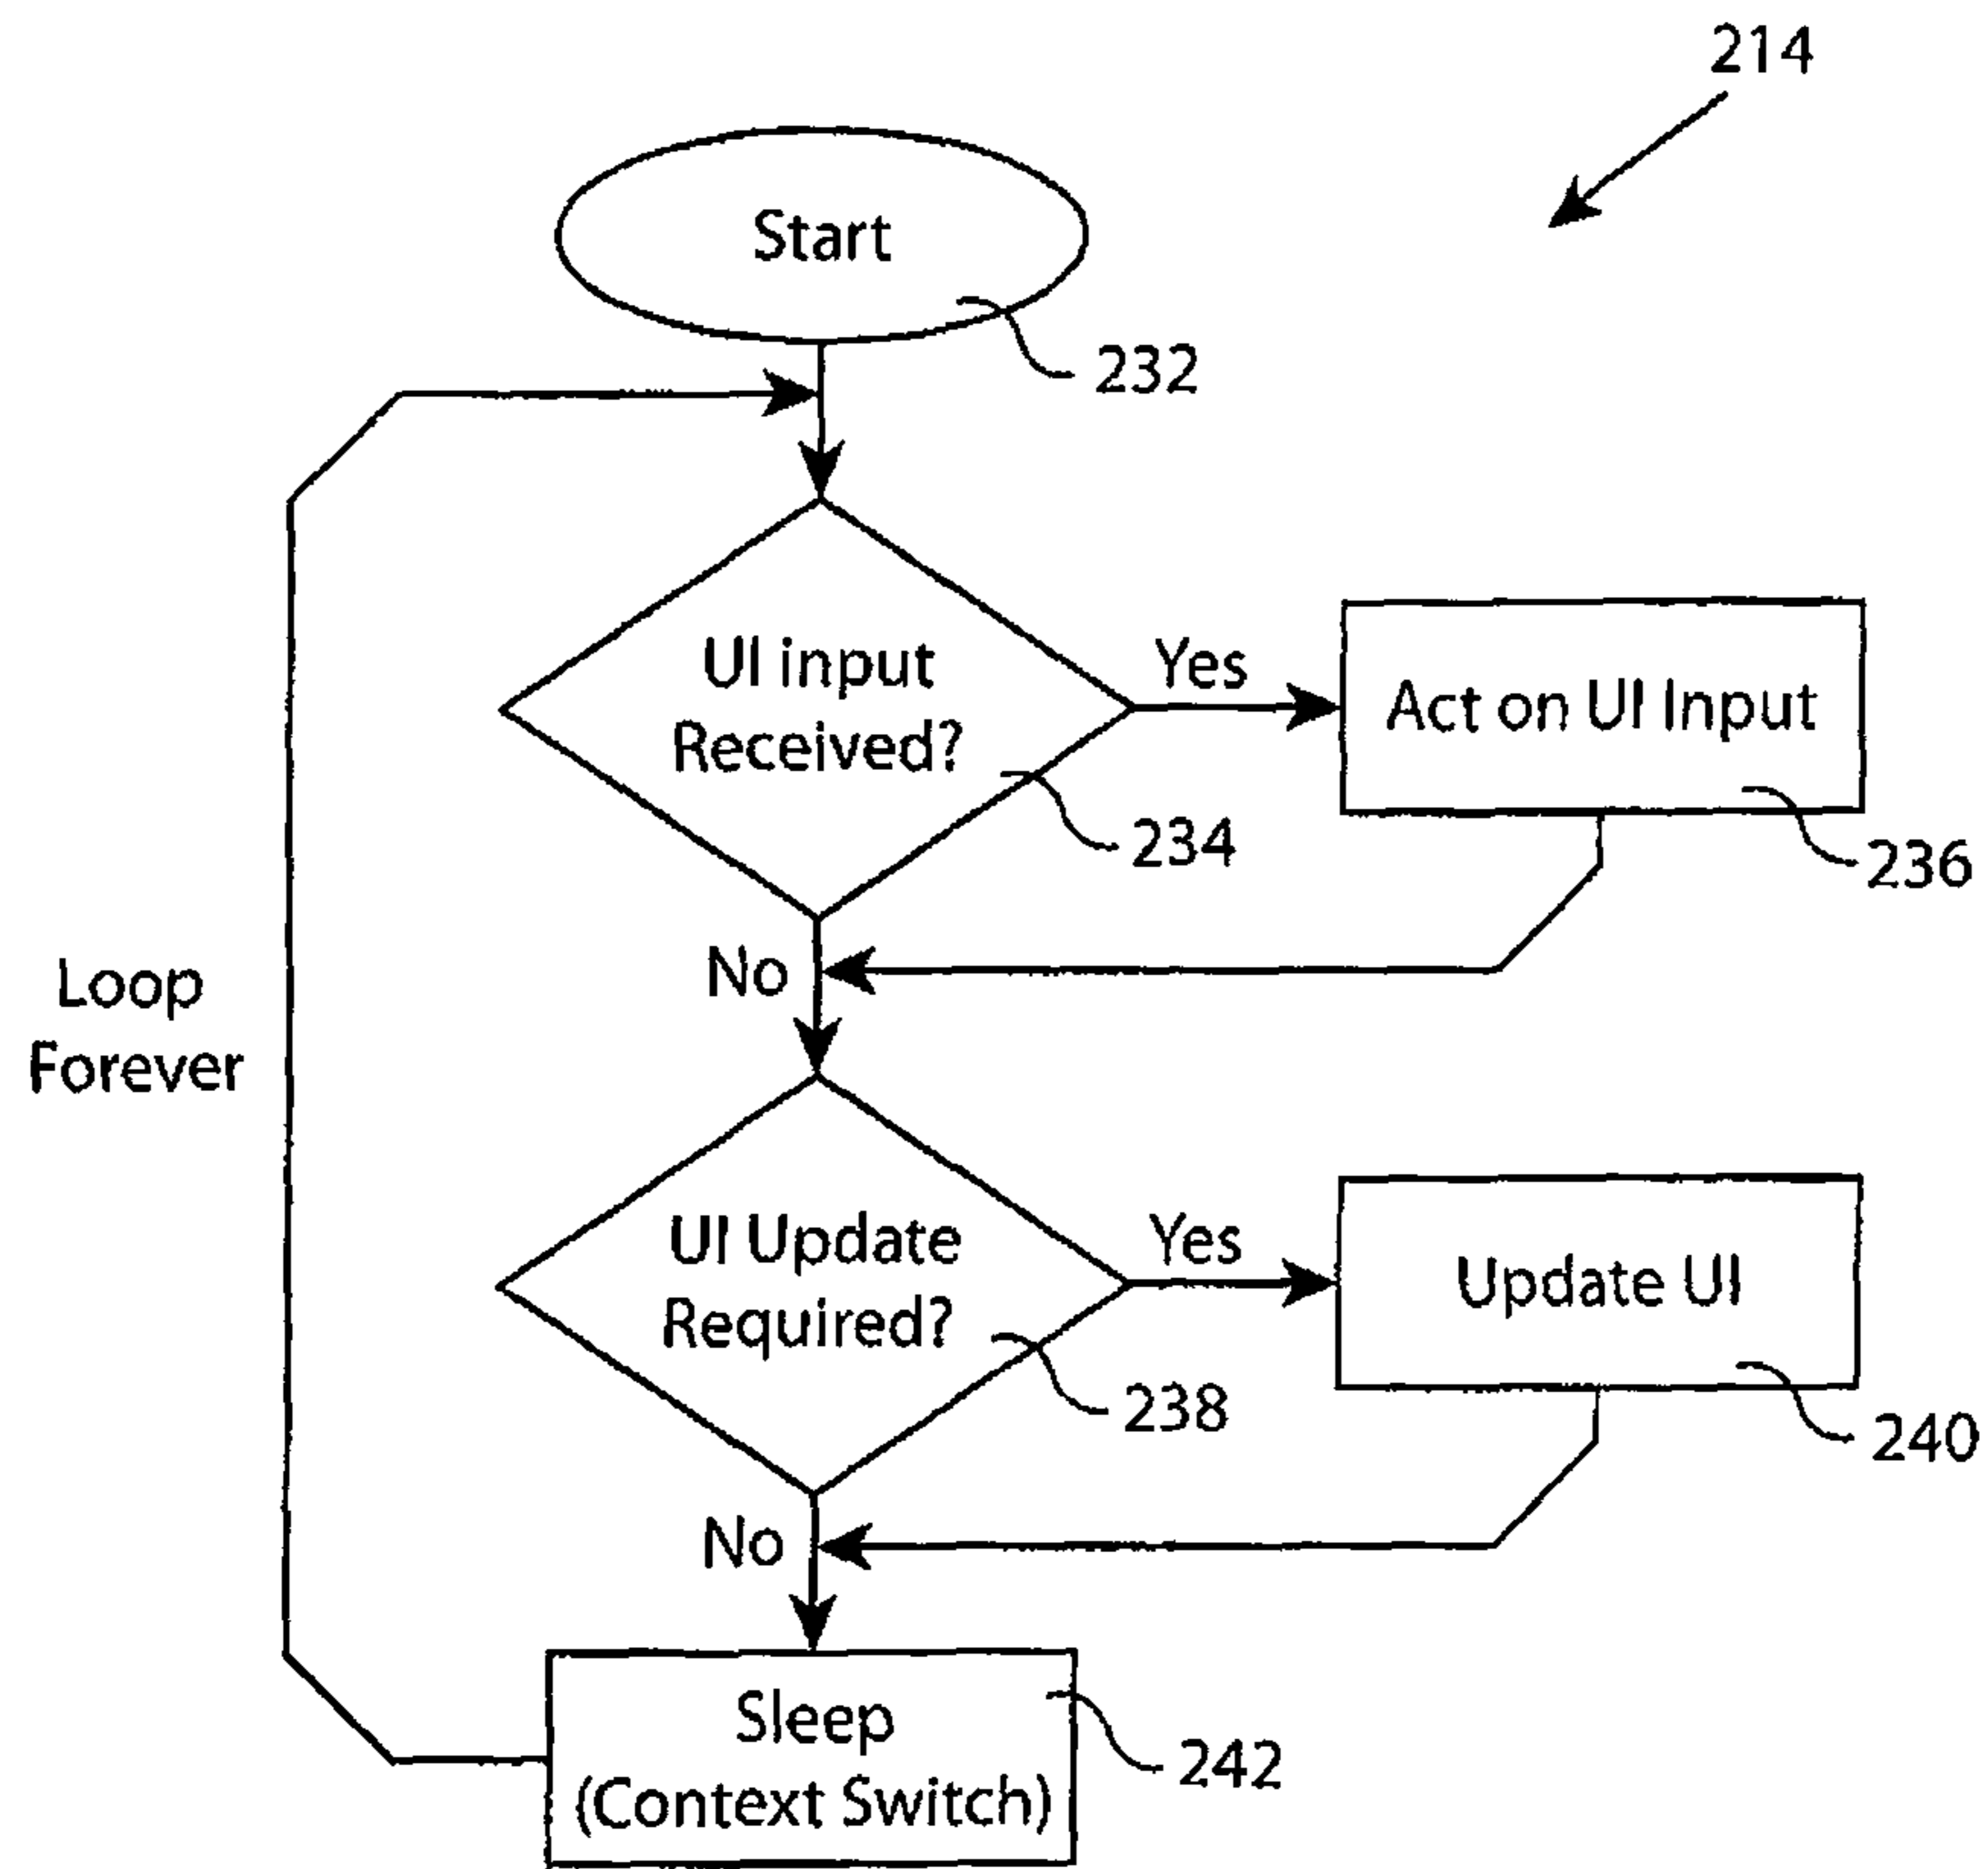 214
Start
232
UI input
Received?
Yes
Act on UI Input
234
236
No
Loop
Forever
UI Update
Required?
Yes
Update UI
238
240
No
Sleep
(Context Switch)
242